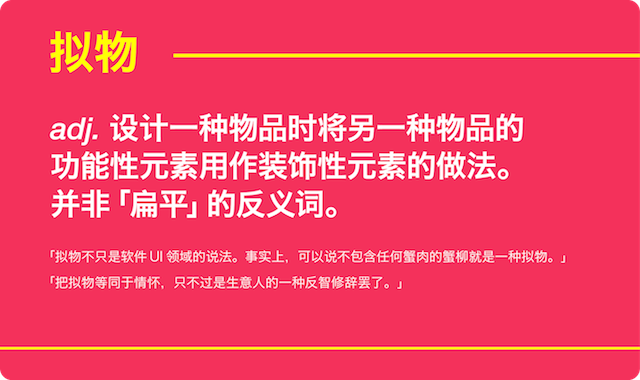 拟物
adj. 设计一种物品时将另一种物品的
功能性元素用作装饰性元素的做法。
并非「扁平」的反义词。
「拟物不只是软件 UI 领域的说法。事实上，可以说不包含任何蟹肉的蟹柳就是一种拟物。」
「把拟物等同于情怀，只不过是生意人的一种反智修辞罢了。」